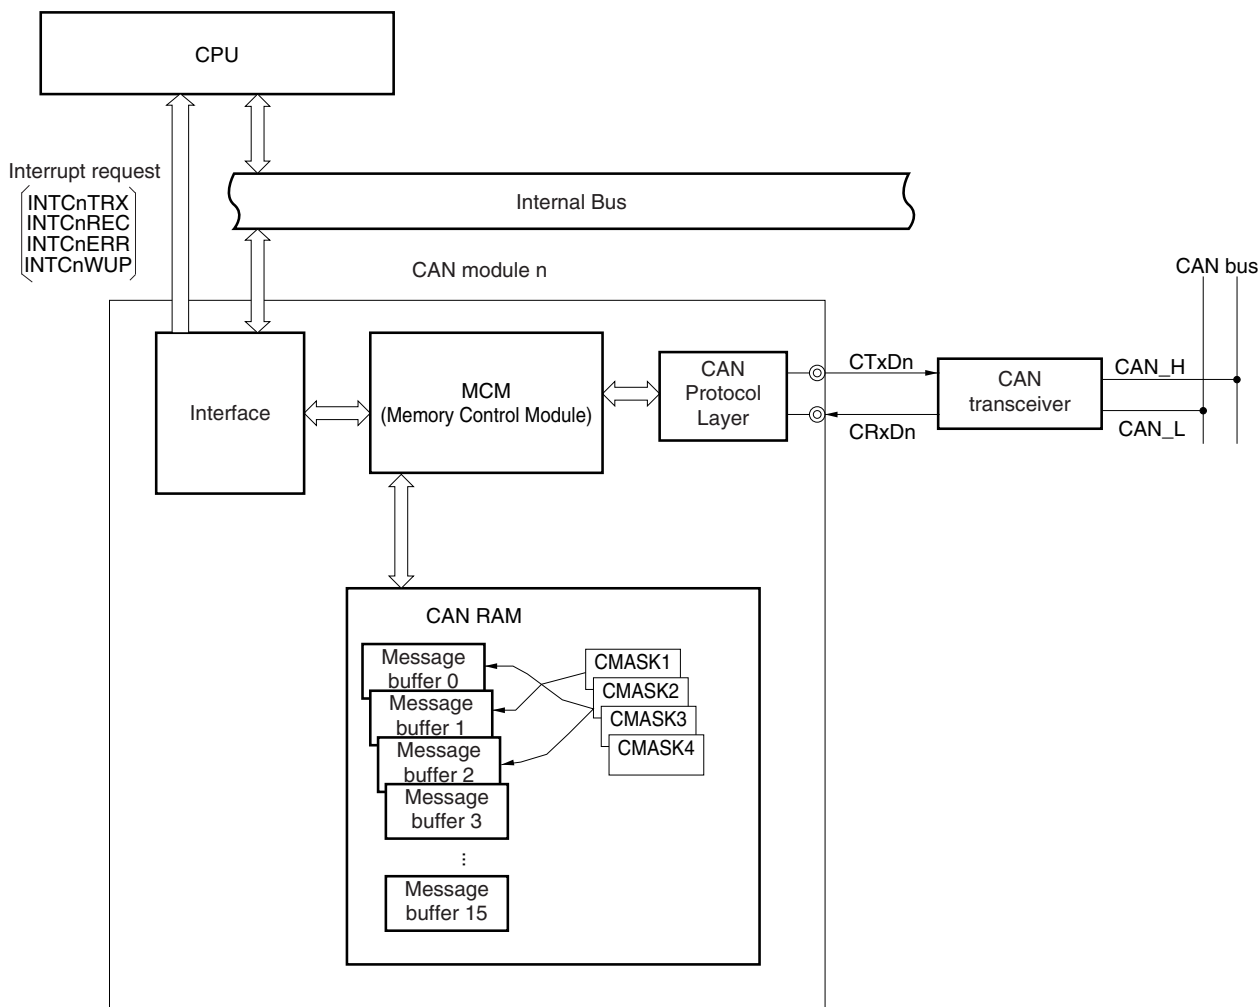 CPU
Interrupt request
INTCnTRX
INTCnREC
INTCnERR
INTCnWUP
Internal Bus
CAN module n
CAN bus
Interface
MCM
(Memory Control Module)
CAN
Protocol
Layer
CTxDn
CRxDn
CAN
transceiver
CAN_H
CAN_L
CAN RAM
Message
buffer 0
Message
buffer 1
Message
buffer 2
Message
buffer 3
...
Message
buffer 15
CMASK1
CMASK2
CMASK3
CMASK4